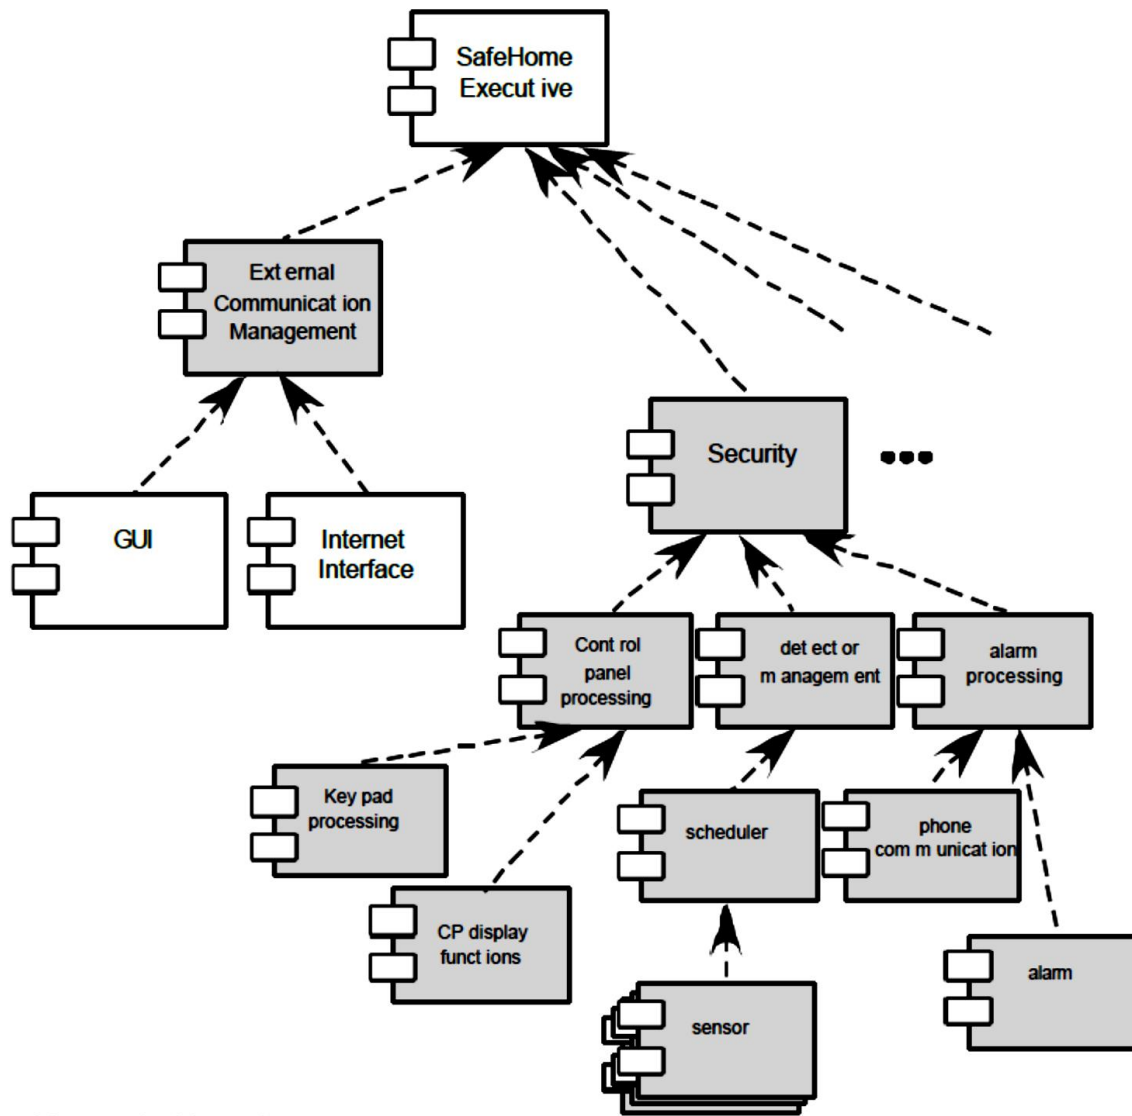 SafeHome
Execut ive
Ext ernal
Communicat ion
Management
Security
GUI
Internet
Interface
Cont rol
panel
processing
det ect or
m anagem ent
alarm
processing
Key pad
processing
scheduler
phone
com m unicat ion
CP display
funct ions
alarm
sensor